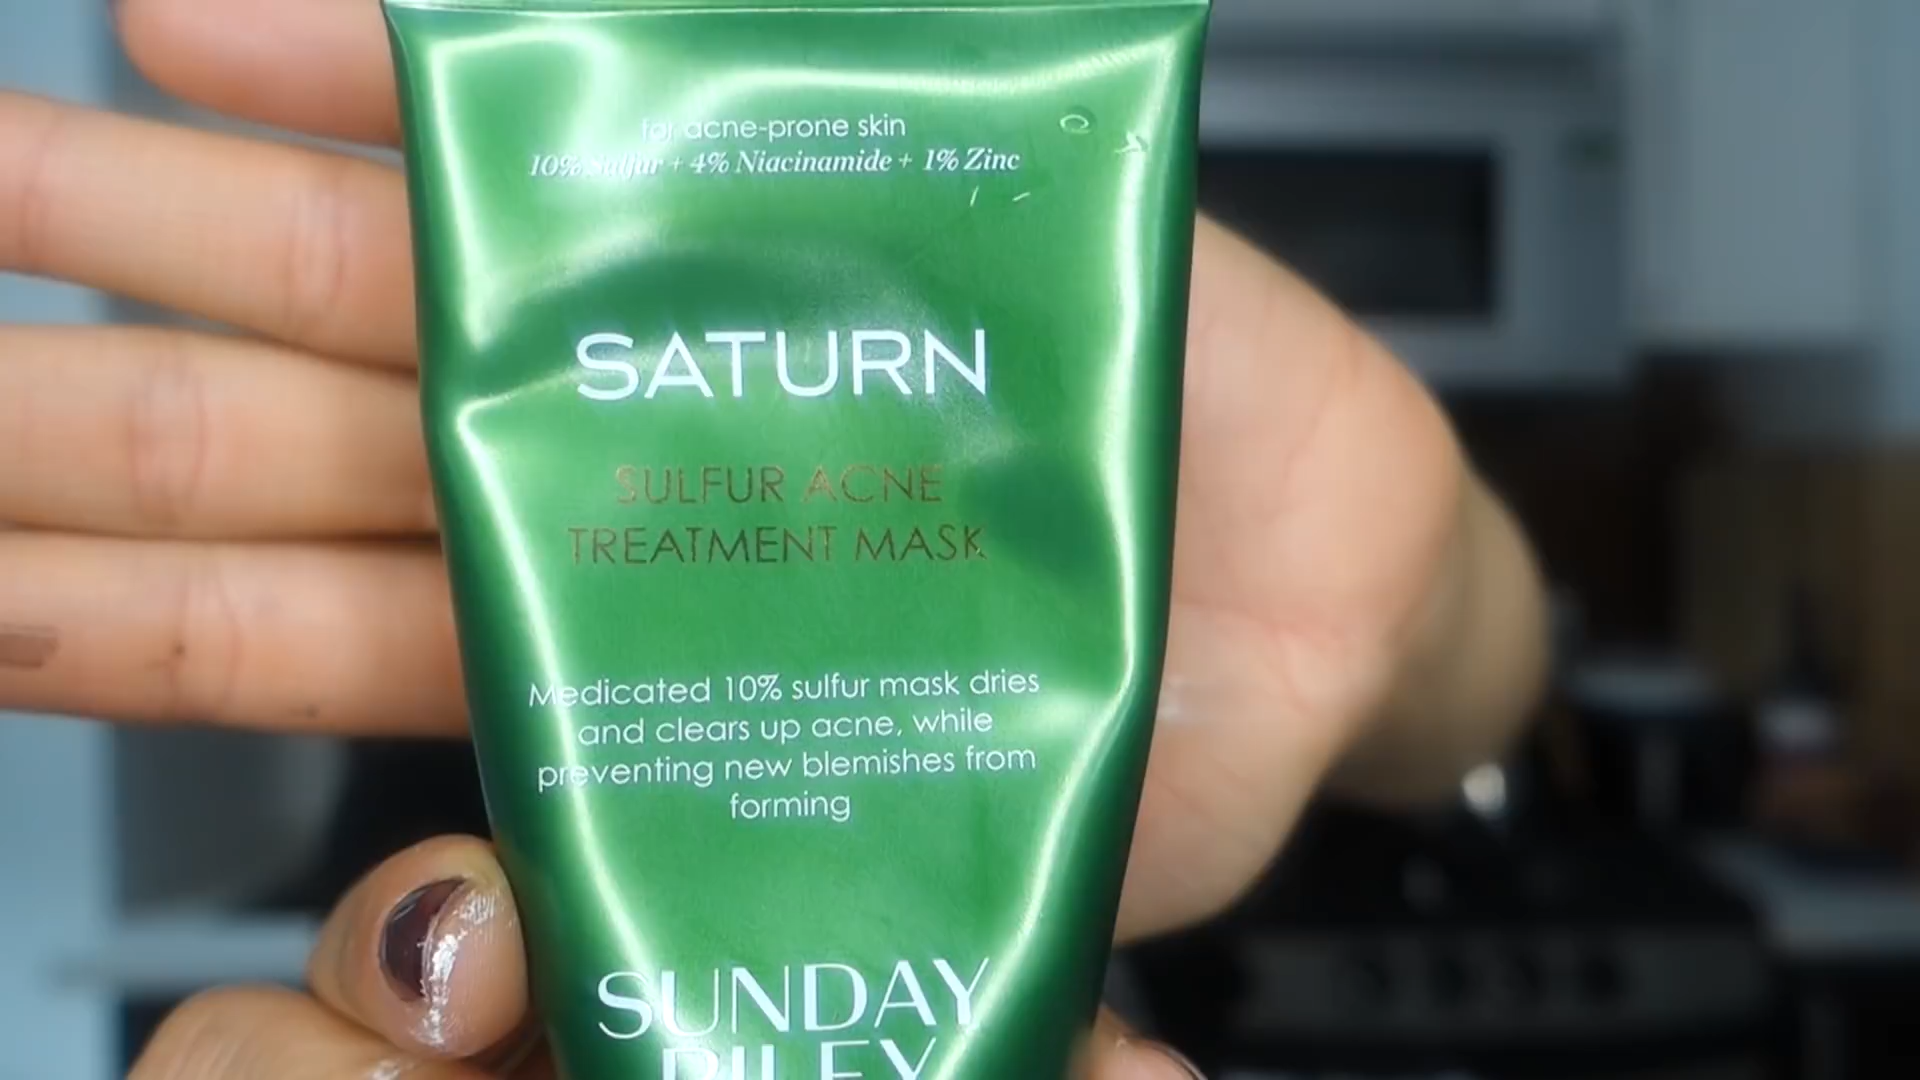 for acne-prone skin
10% Sulfur + 4% Niacinamide + 1% Zinc
SATURN
SULFUR ACNE
TREATMENT MASK
Medicated 10% sulfur mask dries
and clears up acne, while
preventing new blemishes from
forming
SUNDAY
RILEY